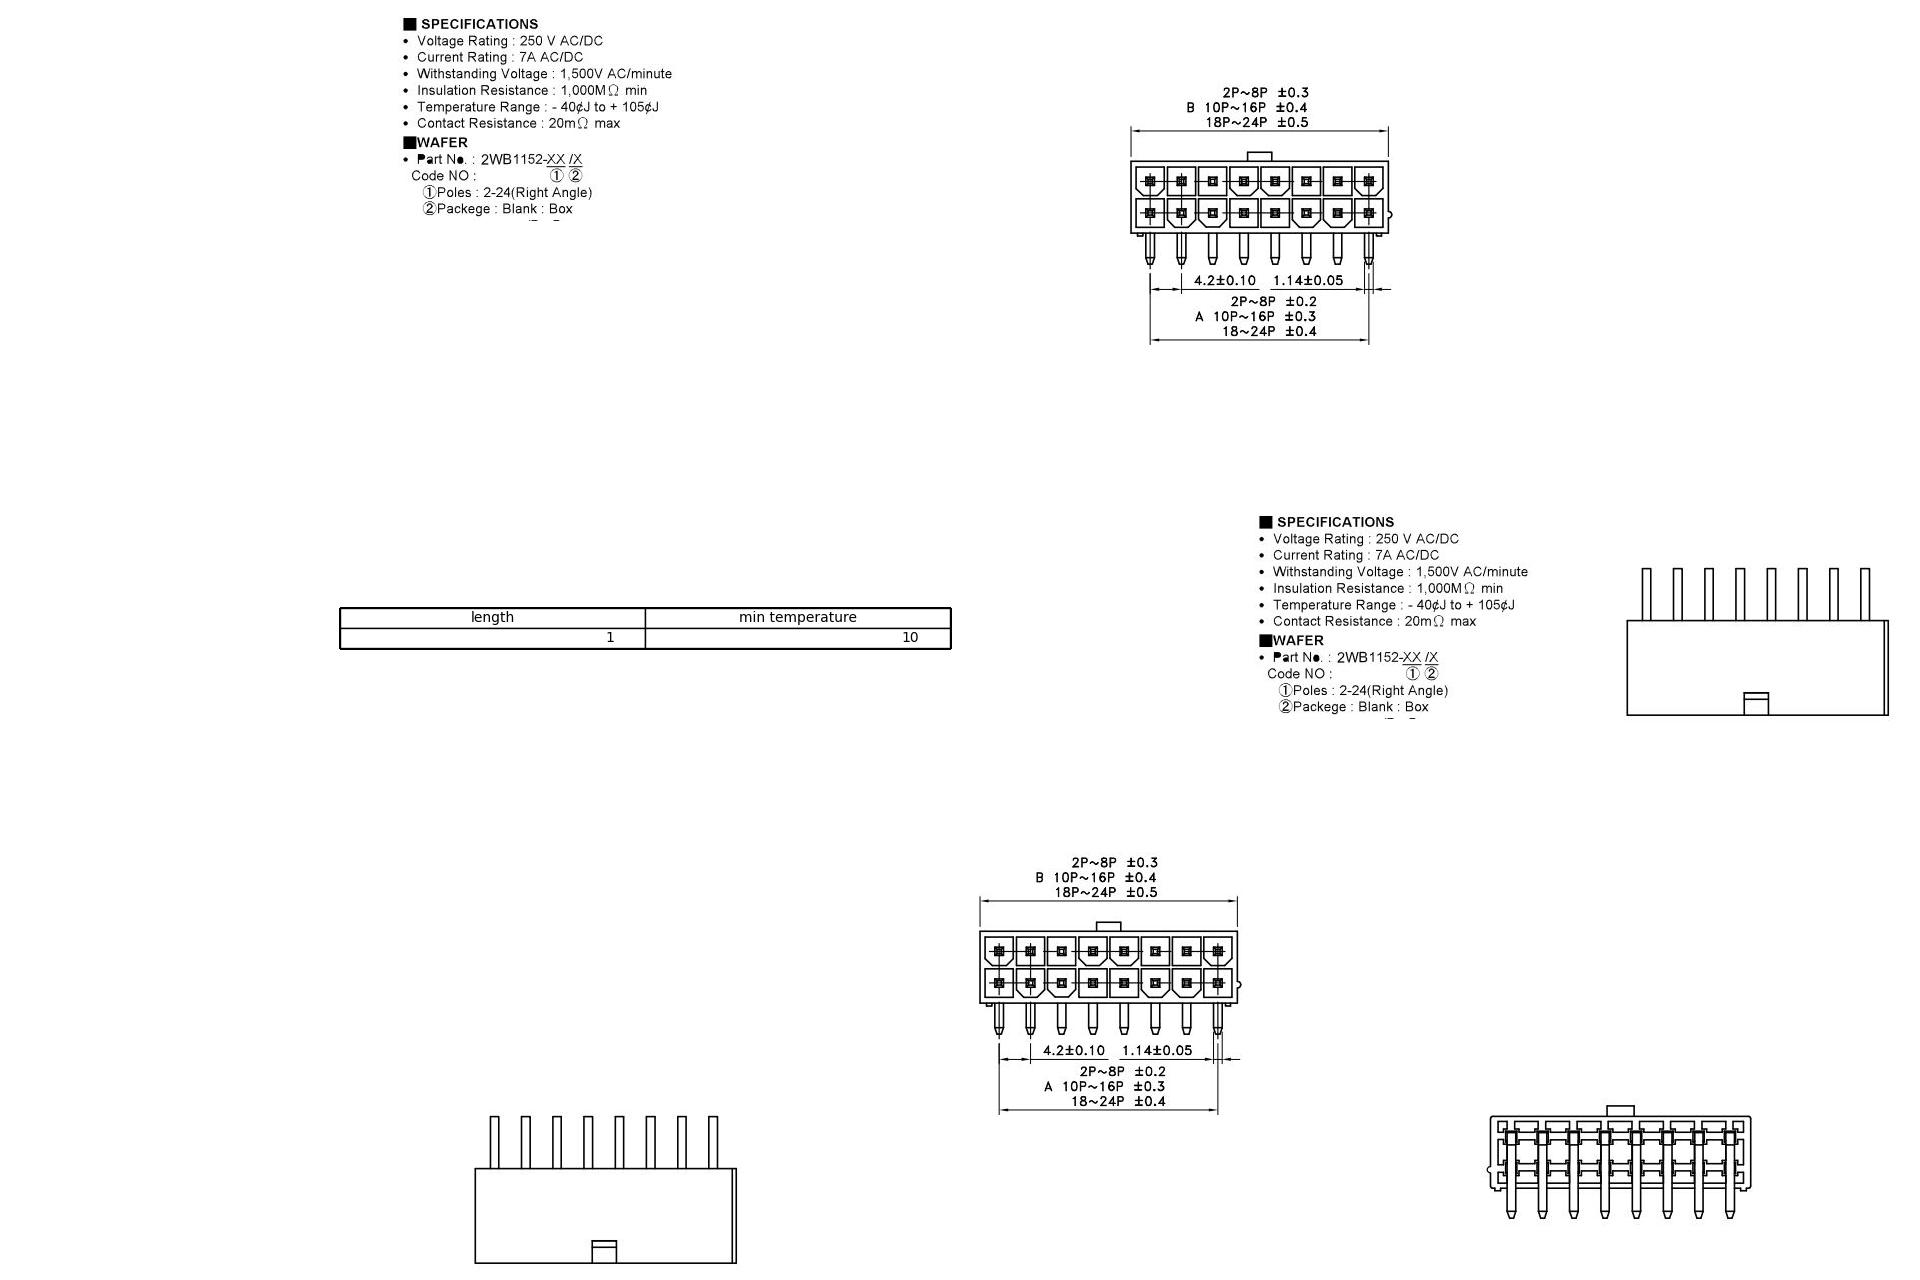 ■ SPECIFICATIONS
• Voltage Rating : 250 V AC/DC
• Current Rating : 7A AC/DC
• Withstanding Voltage : 1,500V AC/minute
• Insulation Resistance : 1,000MΩ min
• Temperature Range : - 40¢J to + 105¢J
• Contact Resistance : 20mΩ max
■WAFER
• Part No. : 2WB1152-XX /X
Code NO : ① ②
①Poles : 2-24(Right Angle)
②Packege : Blank : Box
2P~8P ±0.3
B 10P~16P ±0.4
18P~24P ±0.5
4.2±0.10 1.14±0.05
2P~8P ±0.2
A 10P~16P ±0.3
18~24P ±0.4
length min temperature
1 10
■ SPECIFICATIONS
• Voltage Rating : 250 V AC/DC
• Current Rating : 7A AC/DC
• Withstanding Voltage : 1,500V AC/minute
• Insulation Resistance : 1,000MΩ min
• Temperature Range : - 40¢J to + 105¢J
• Contact Resistance : 20mΩ max
■WAFER
• Part No. : 2WB1152-XX /X
Code NO : ① ②
①Poles : 2-24(Right Angle)
②Packege : Blank : Box
2P~8P ±0.3
B 10P~16P ±0.4
18P~24P ±0.5
4.2±0.10 1.14±0.05
2P~8P ±0.2
A 10P~16P ±0.3
18~24P ±0.4